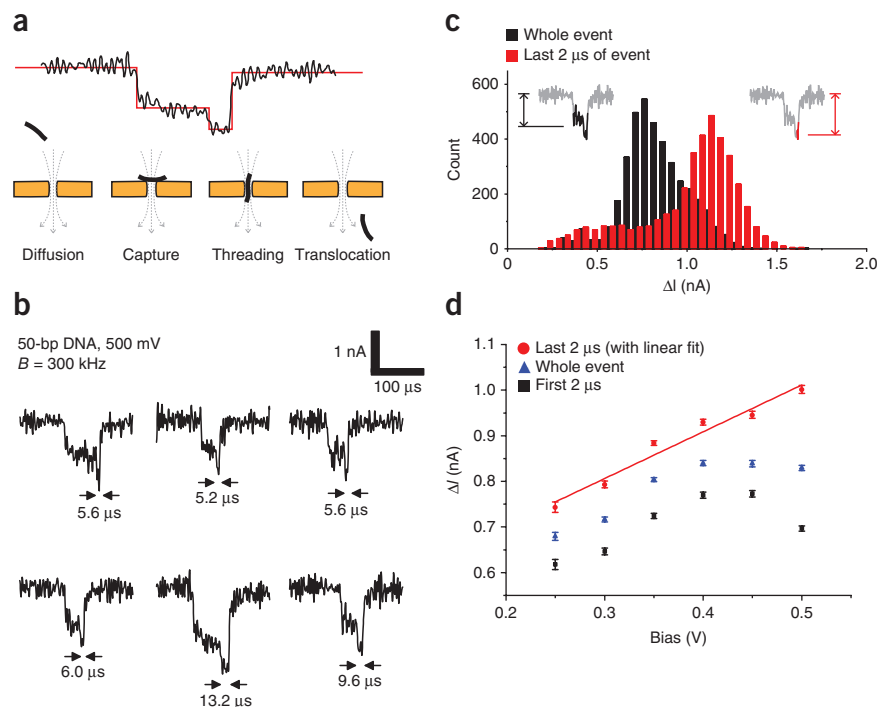 a
Diffusion Capture Threading Translocation
b
50-bp DNA, 500 mV
B = 300 kHz
1 nA
100 µs
5.6 µs 5.2 µs 5.6 µs
6.0 µs 13.2 µs 9.6 µs
c
Whole event
Last 2 µs of event
600
400
200
0
Count
0 0.5 1.0 1.5 2.0
ΔI (nA)
d
Last 2 µs (with linear fit)
Whole event
First 2 µs
1.1
1.0
0.9
0.8
0.7
0.6
ΔI (nA)
0.2 0.3 0.4 0.5
Bias (V)